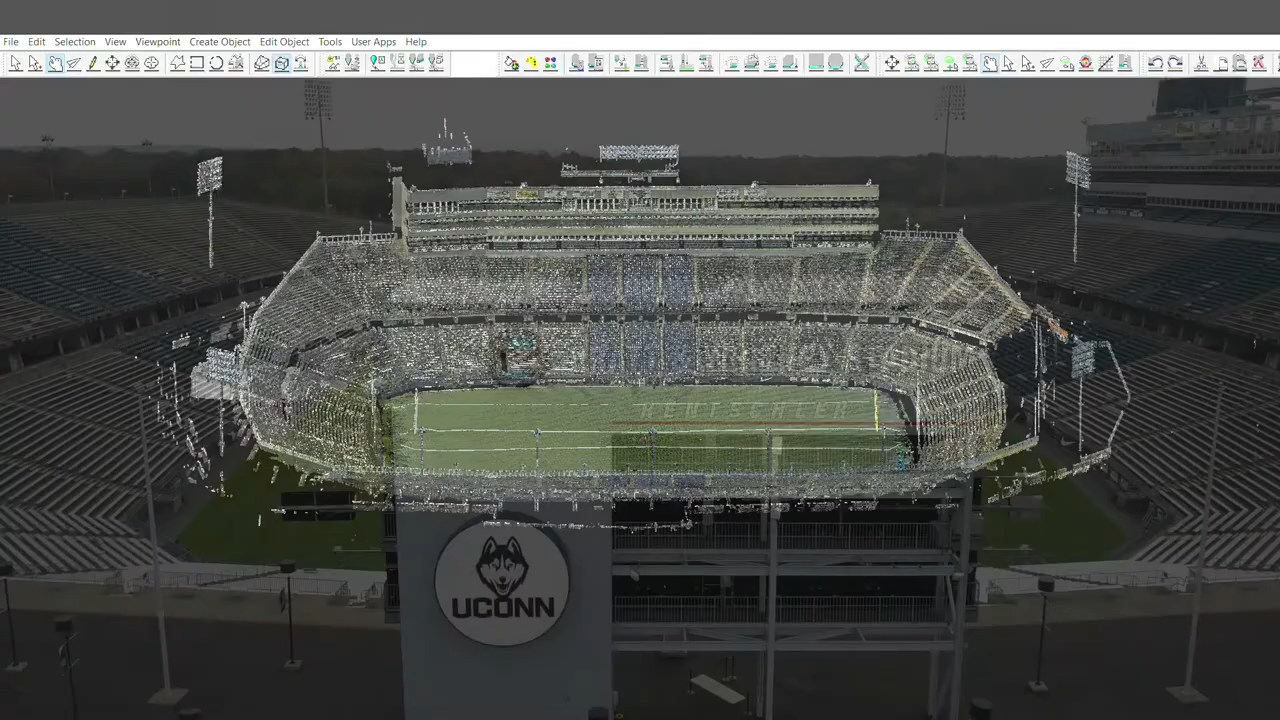 File Edit Selection View Viewpoint Create Object Edit Object Tools User Apps Help
RENTSCHLER
UCONN